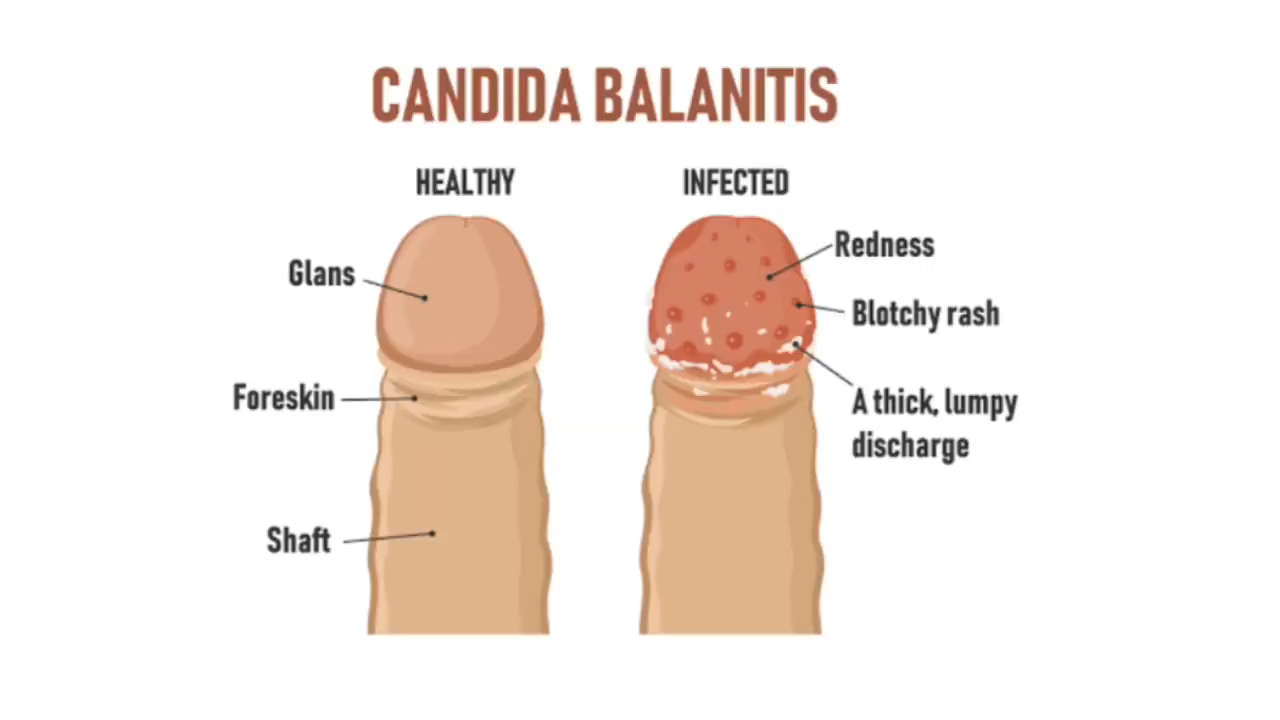 CANDIDA BALANITIS
HEALTHY
INFECTED
Glans
Foreskin
Shaft
Redness
Blotchy rash
A thick, lumpy
discharge